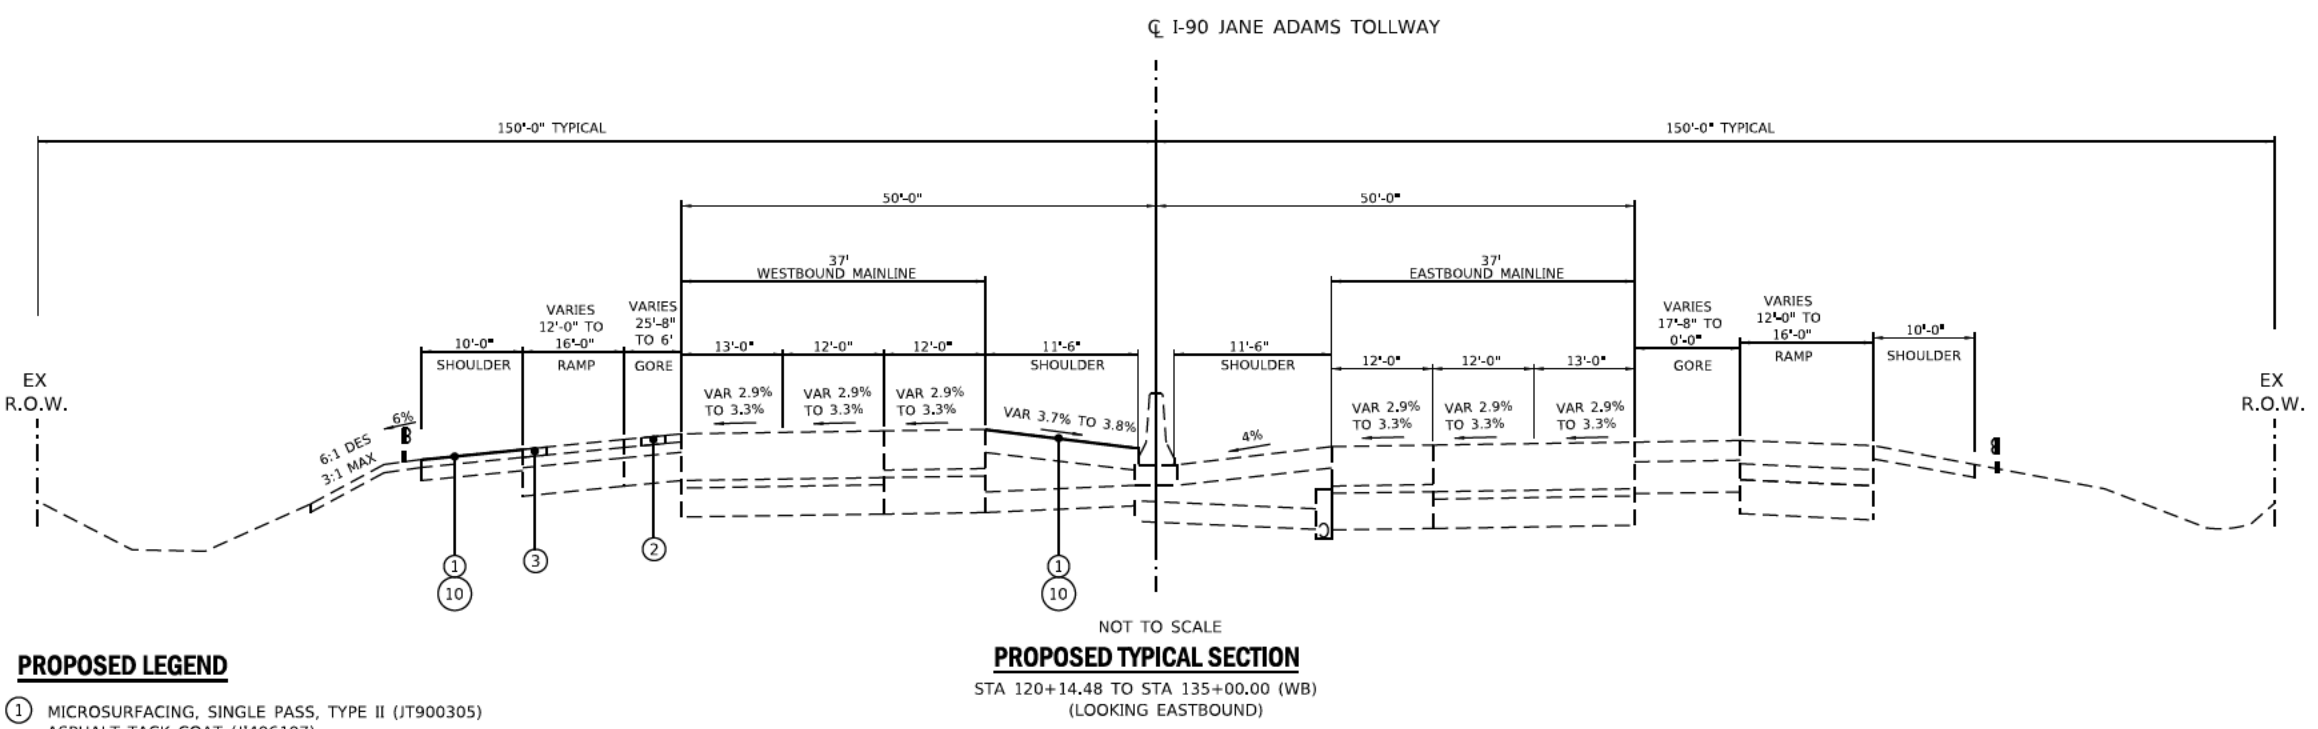 ℄ I-90 JANE ADAMS TOLLWAY
150'-0" TYPICAL
150'-0" TYPICAL
50'-0"
50'-0"
37'
WESTBOUND MAINLINE
37'
EASTBOUND MAINLINE
VARIES
12'-0" TO
16'-0"
VARIES
25'-8"
TO 6'
VARIES
17'-8" TO
0'-0"
VARIES
12'-0" TO
16'-0"
10'-0"
SHOULDER
RAMP
GORE
13'-0"
12'-0"
12'-0"
11'-6"
SHOULDER
11'-6"
SHOULDER
12'-0"
12'-0"
13'-0"
GORE
RAMP
10'-0"
SHOULDER
EX
R.O.W.
EX
R.O.W.
6%
6:1 DES
3:1 MAX
VAR 2.9%
TO 3.3%
VAR 2.9%
TO 3.3%
VAR 2.9%
TO 3.3%
VAR 3.7% TO 3.8%
4%
VAR 2.9%
TO 3.3%
VAR 2.9%
TO 3.3%
VAR 2.9%
TO 3.3%
1
10
3
2
1
10
NOT TO SCALE
PROPOSED TYPICAL SECTION
STA 120+14.48 TO STA 135+00.00 (WB)
(LOOKING EASTBOUND)
PROPOSED LEGEND
1 MICROSURFACING, SINGLE PASS, TYPE II (JT900305)